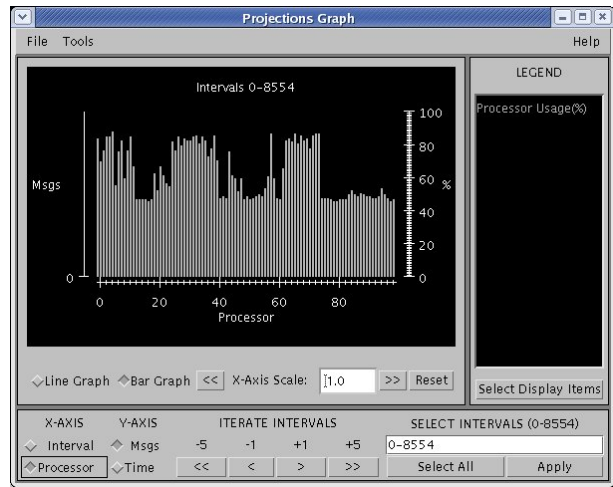 Projections Graph
File Tools Help
Intervals 0-8554
LEGEND
Processor Usage(%)
Msgs
0
100
80
60 %
40
20
0
0 20 40 60 80
Processor
Line Graph Bar Graph << X-Axis Scale: 1.0 >> Reset
Select Display Items
X-AXIS Y-AXIS ITERATE INTERVALS SELECT INTERVALS (0-8554)
Interval Msgs -5 -1 +1 +5 0-8554
Processor Time << < > >> Select All Apply